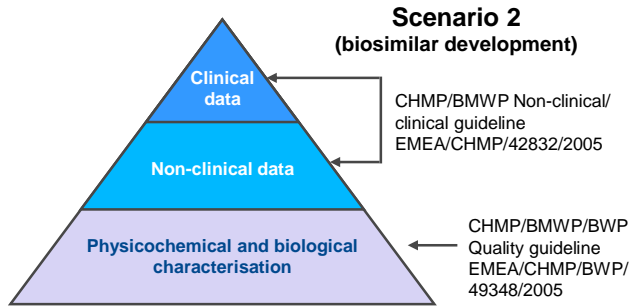 Scenario 2
(biosimilar development)
Clinical
data
CHMP/BMWP Non-clinical/
clinical guideline
EMEA/CHMP/42832/2005
Non-clinical data
CHMP/BMWP/BWP
Quality guideline
EMEA/CHMP/BWP/
49348/2005
Physicochemical and biological
characterisation